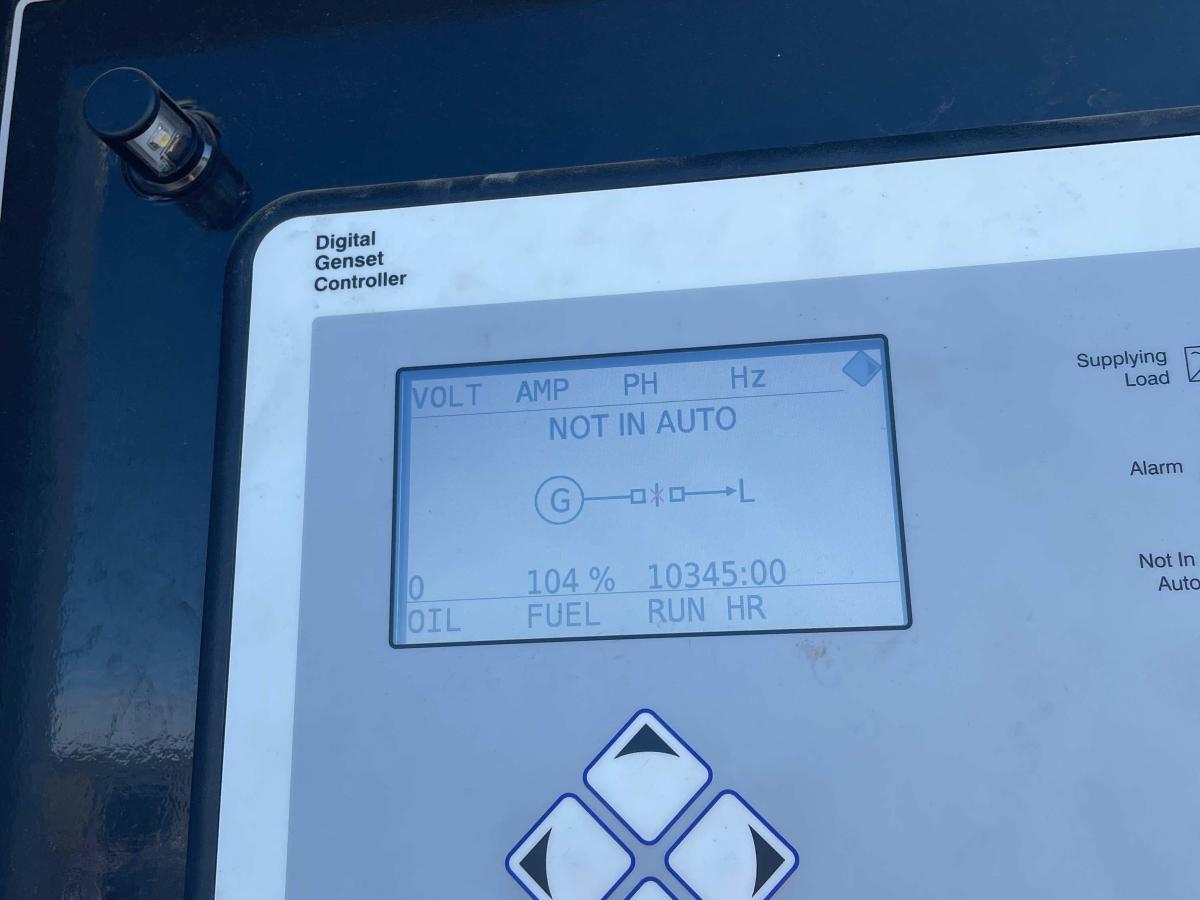 Digital
Genset
Controller
VOLT AMP PH Hz
NOT IN AUTO
G L
0 104 % 10345:00
OIL FUEL RUN HR
Supplying
Load
Alarm
Not In
Auto